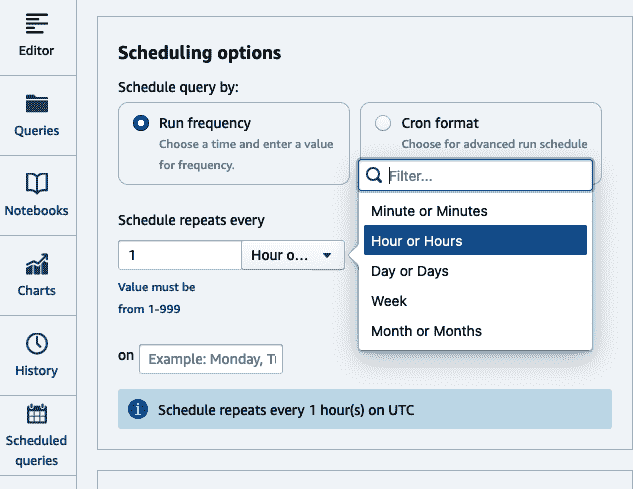 Editor
Queries
Notebooks
Charts
History
Scheduled
queries
Scheduling options
Schedule query by:
Run frequency
Choose a time and enter a value
for frequency.
Cron format
Choose for advanced run schedule
Filter...
Minute or Minutes
Hour or Hours
Day or Days
Week
Month or Months
Schedule repeats every
1
Hour o...
Value must be
from 1-999
on
Example: Monday, T
Schedule repeats every 1 hour(s) on UTC